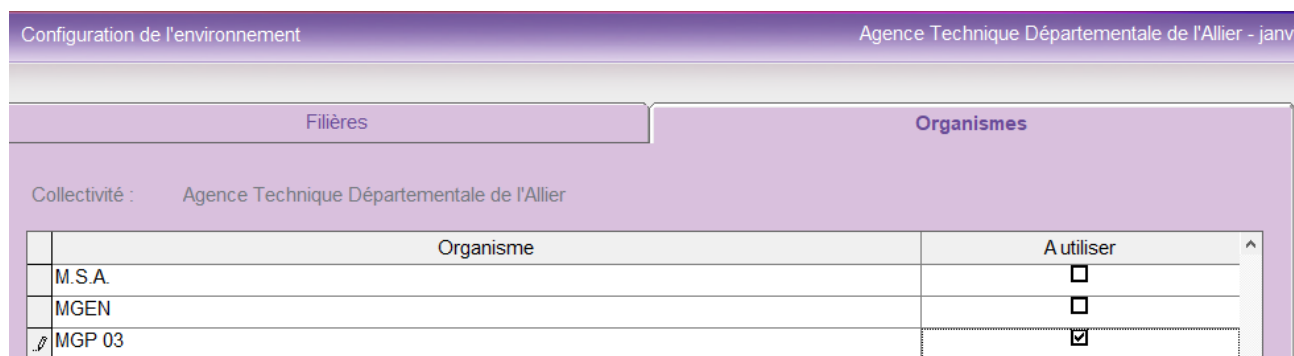 Configuration de l'environnement
Agence Technique Départementale de l'Allier - janv
Filières
Organismes
Collectivité : Agence Technique Départementale de l'Allier
Organisme A utiliser
M.S.A.
MGEN
MGP 03